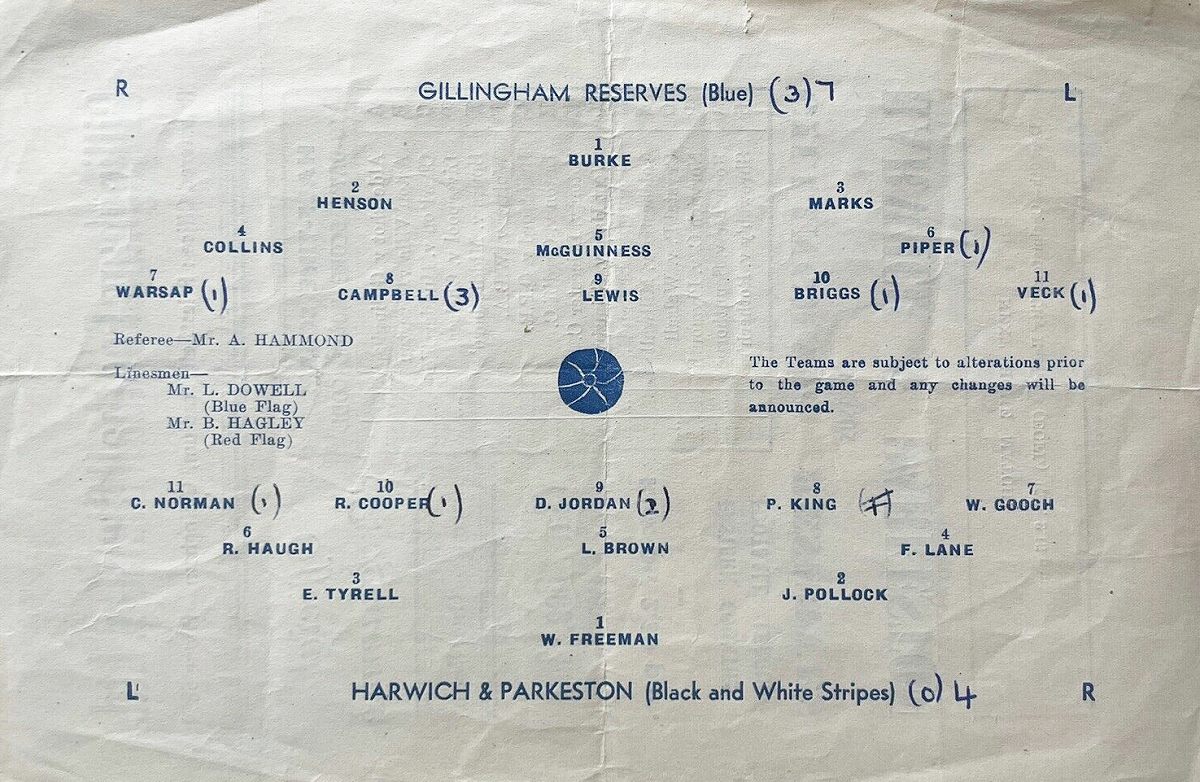 R GILLINGHAM RESERVES (Blue) (3) 7 L
1
BURKE
2 3
HENSON MARKS
4 5 6
COLLINS McGUINNESS PIPER (1)
7 8 9 10 11
WARSAP (1) CAMPBELL (3) LEWIS BRIGGS (1) VECK (1)
Referee—Mr. A. HAMMOND
Linesmen—
Mr. L. DOWELL
(Blue Flag)
Mr. B. HAGLEY
(Red Flag)
The Teams are subject to alterations prior
to the game and any changes will be
announced.
11 10 9 8 7
C. NORMAN (1) R. COOPER (1) D. JORDAN (2) P. KING W. GOOCH
6 5 4
R. HAUGH L. BROWN F. LANE
3 2
E. TYRELL J. POLLOCK
1
W. FREEMAN
L HARWICH & PARKESTON (Black and White Stripes) (0) 4 R